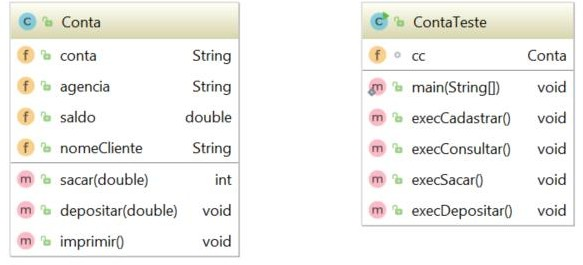 Conta
conta String
agencia String
saldo double
nomeCliente String
sacar(double) int
depositar(double) void
imprimir() void
ContaTeste
cc Conta
main(String[]) void
execCadastrar() void
execConsultar() void
execSacar() void
execDepositar() void